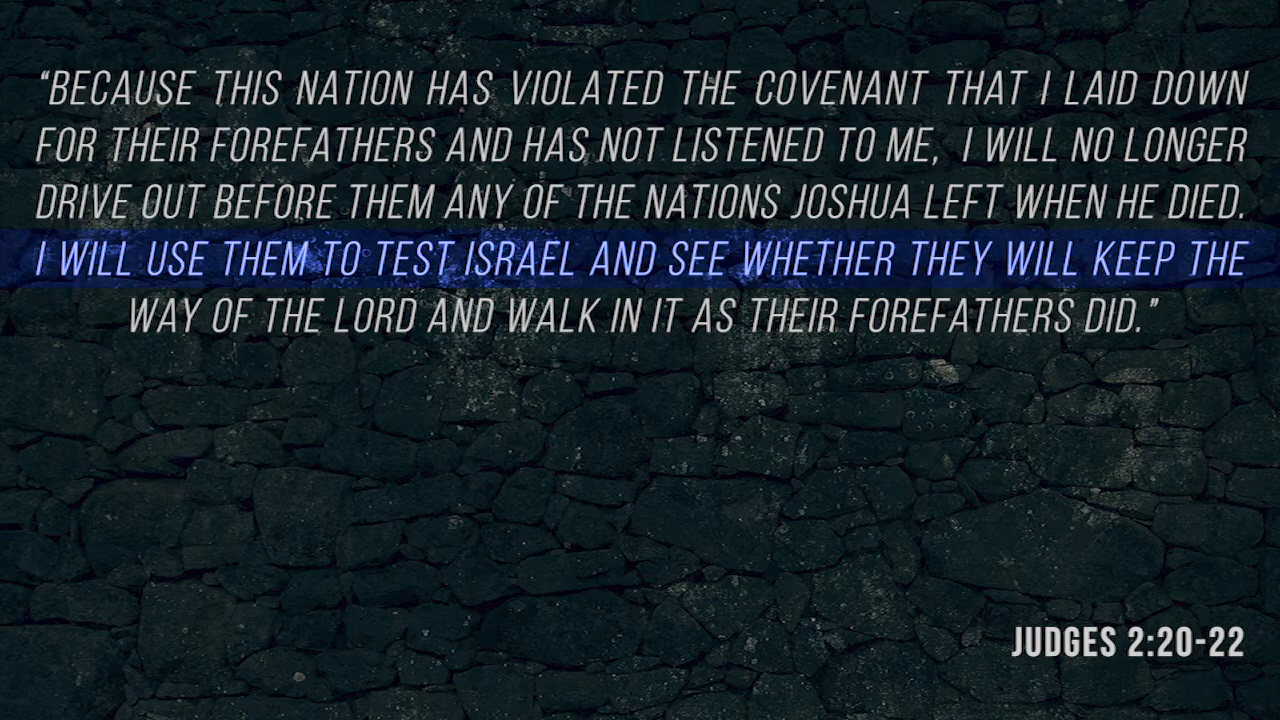 “BECAUSE THIS NATION HAS VIOLATED THE COVENANT THAT I LAID DOWN
FOR THEIR FOREFATHERS AND HAS NOT LISTENED TO ME, I WILL NO LONGER
DRIVE OUT BEFORE THEM ANY OF THE NATIONS JOSHUA LEFT WHEN HE DIED.
I WILL USE THEM TO TEST ISRAEL AND SEE WHETHER THEY WILL KEEP THE
WAY OF THE LORD AND WALK IN IT AS THEIR FOREFATHERS DID.”
JUDGES 2:20-22